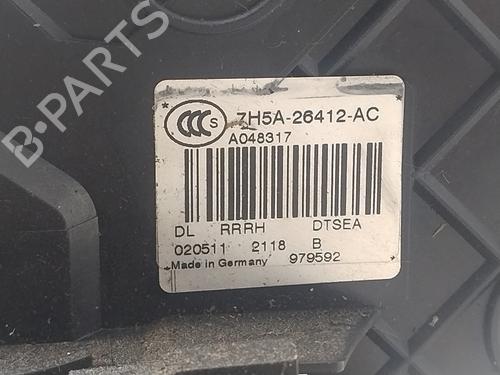 CCC S 7H5A-26412-AC
A048317
DL RRRH DTSEA
020511 2118 B
Made in Germany 979592
B-Parts